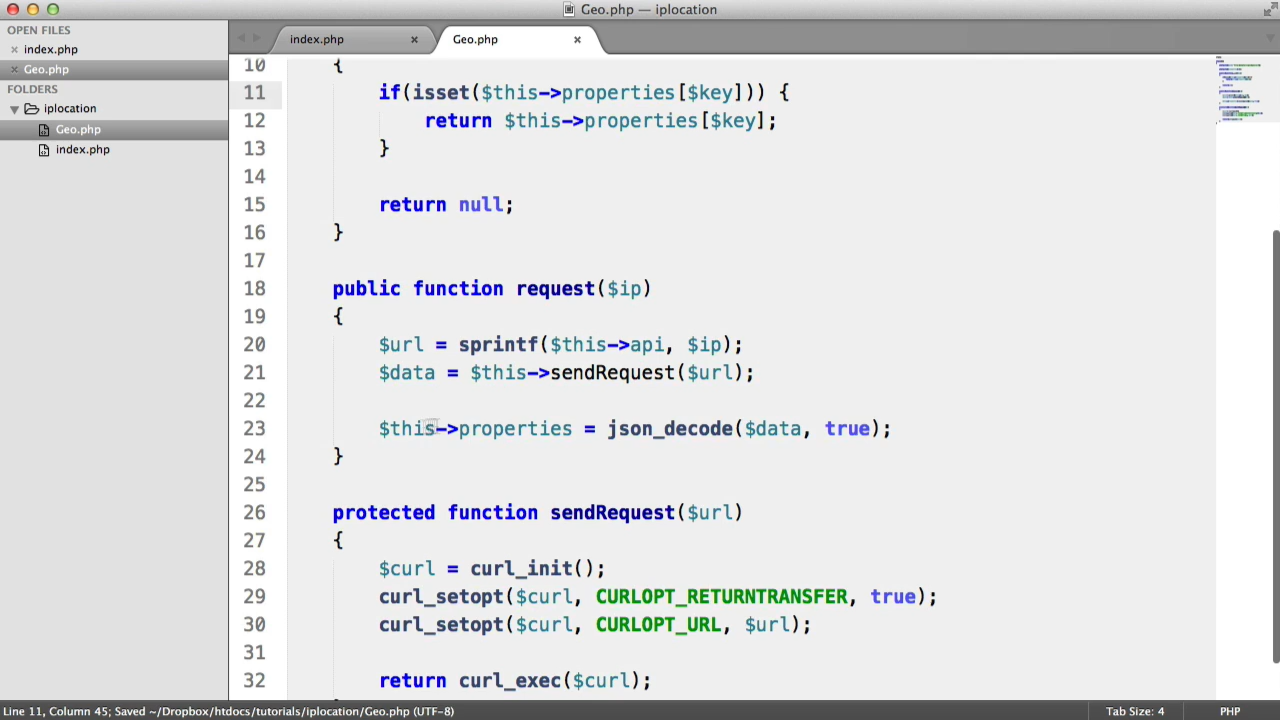 Geo.php — iplocation
OPEN FILES
index.php
Geo.php
FOLDERS
iplocation
Geo.php
index.php
index.php
Geo.php
10 {
11 if(isset($this->properties[$key])) {
12 return $this->properties[$key];
13 }
14
15 return null;
16 }
17
18 public function request($ip)
19 {
20 $url = sprintf($this->api, $ip);
21 $data = $this->sendRequest($url);
22
23 $this->properties = json_decode($data, true);
24 }
25
26 protected function sendRequest($url)
27 {
28 $curl = curl_init();
29 curl_setopt($curl, CURLOPT_RETURNTRANSFER, true);
30 curl_setopt($curl, CURLOPT_URL, $url);
31
32 return curl_exec($curl);
Line 11, Column 45; Saved ~/Dropbox/htdocs/tutorials/iplocation/Geo.php (UTF-8)
Tab Size: 4
PHP